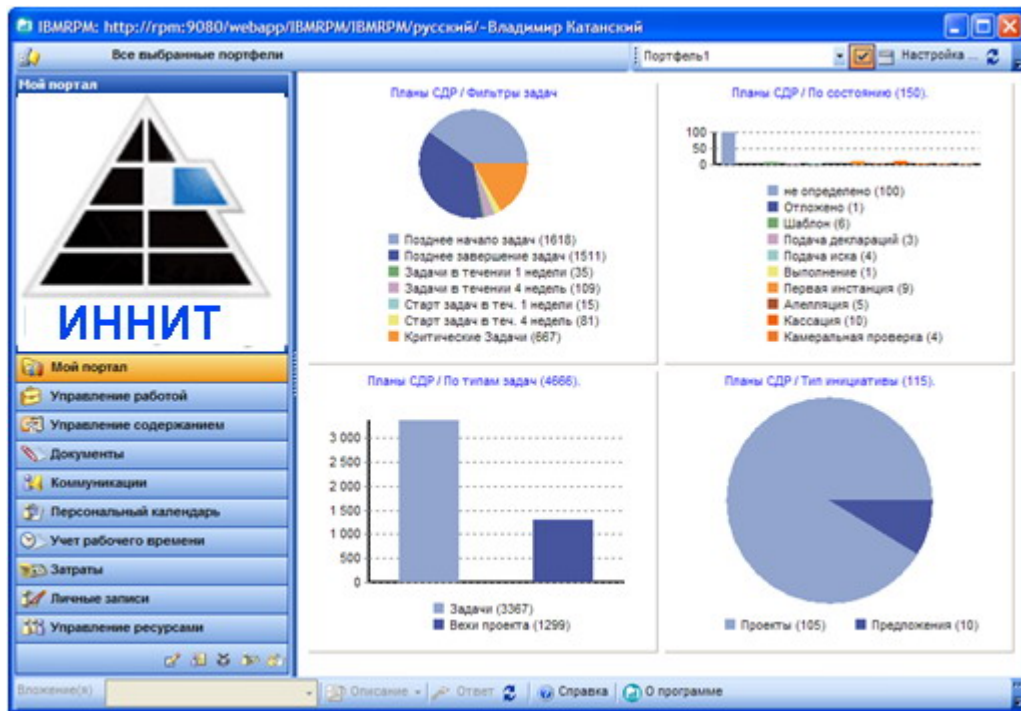 IBMRPM: http://rpm:9080/webapp/IBMRPM/IBMRPM/русский/~Владимир Катанский
Все выбранные портфели
Портфель1
Настройка ...
Мой портал
ИННИТ
Мой портал
Управление работой
Управление содержанием
Документы
Коммуникации
Персональный календарь
Учет рабочего времени
Затраты
Личные записи
Управление ресурсами
Планы СДР / Фильтры задач
Позднее начало задач (1618)
Позднее завершение задач (1511)
Задачи в течении 1 недели (35)
Задачи в течении 4 недель (109)
Старт задач в теч. 1 недели (15)
Старт задач в теч. 4 недель (81)
Критические Задачи (667)
Планы СДР / По состоянию (150).
100
50
0
не определено (100)
Отложено (1)
Шаблон (6)
Подача деклараций (3)
Подача иска (4)
Выполнение (1)
Первая инстанция (9)
Апелляция (5)
Кассация (10)
Камеральная проверка (4)
Планы СДР / По типам задач (4666).
3 000
2 500
2 000
1 500
1 000
500
0
Задачи (3367)
Вехи проекта (1299)
Планы СДР / Тип инициативы (115).
Проекты (105) Предложения (10)
Вложение(я) Описание Ответ Справка О программе